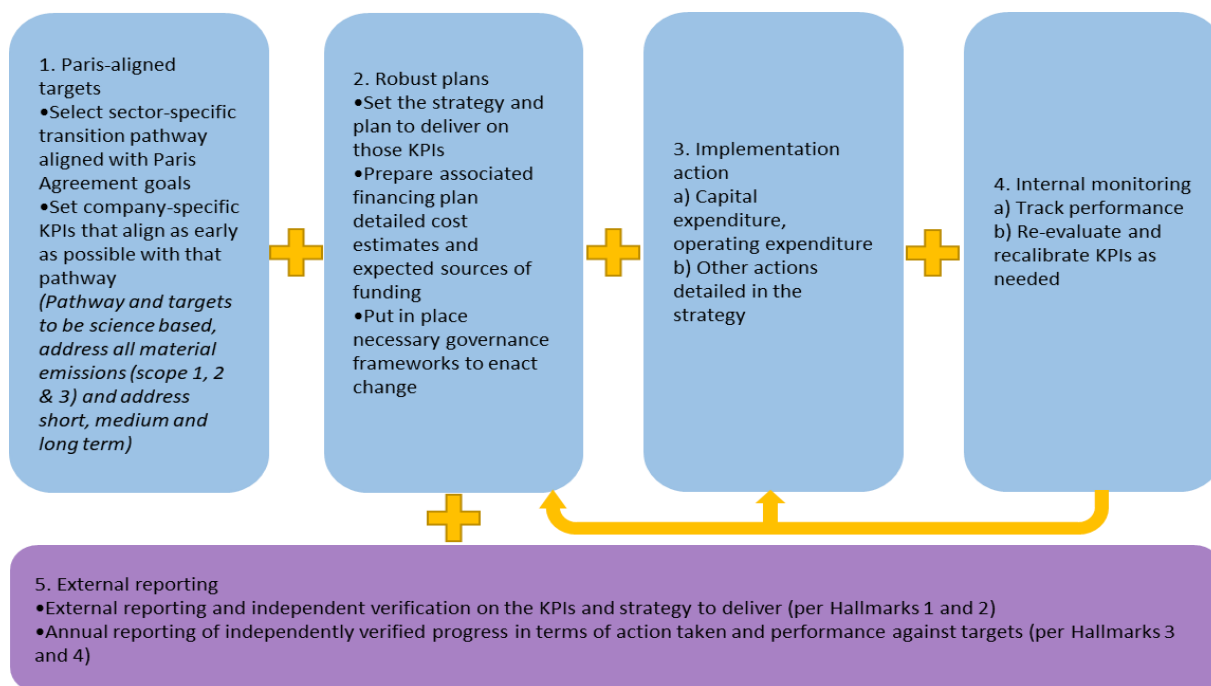 1. Paris-aligned
targets
•Select sector-specific
transition pathway
aligned with Paris
Agreement goals
•Set company-specific
KPIs that align as early
as possible with that
pathway
(Pathway and targets
to be science based,
address all material
emissions (scope 1, 2
& 3) and address
short, medium and
long term)
2. Robust plans
•Set the strategy and
plan to deliver on
those KPIs
•Prepare associated
financing plan
detailed cost
estimates and
expected sources of
funding
•Put in place
necessary governance
frameworks to enact
change
3. Implementation
action
a) Capital
expenditure,
operating expenditure
b) Other actions
detailed in the
strategy
4. Internal monitoring
a) Track performance
b) Re-evaluate and
recalibrate KPIs as
needed
5. External reporting
•External reporting and independent verification on the KPIs and strategy to deliver (per Hallmarks 1 and 2)
•Annual reporting of independently verified progress in terms of action taken and performance against targets (per Hallmarks 3
and 4)